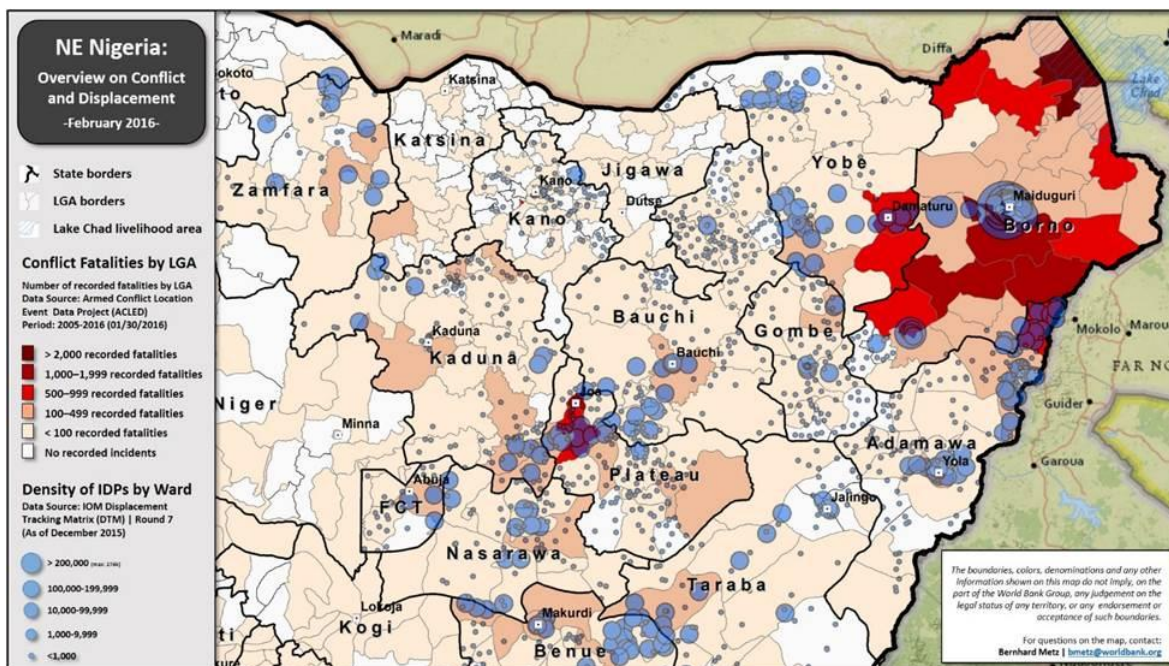 NE Nigeria:
Overview on Conflict
and Displacement
-February 2016-
State borders
LGA borders
Lake Chad livelihood area
Conflict Fatalities by LGA
Number of recorded fatalities by LGA
Data Source: Armed Conflict Location
Event Data Project (ACLED)
Period: 2005-2016 (01/30/2016)
> 2,000 recorded fatalities
1,000–1,999 recorded fatalities
500–999 recorded fatalities
100–499 recorded fatalities
< 100 recorded fatalities
No recorded incidents
Density of IDPs by Ward
Data Source: IOM Displacement
Tracking Matrix (DTM) | Round 7
(As of December 2015)
> 200,000
100,000-199,999
10,000-99,999
1,000-9,999
<1,000
Maradi
Diffa
Lake
Chad
Katsina
Katsina
Zamfara
Jigawa
Yobe
Kano
Kano
Dutse
Damaturu
Maiduguri
Borno
Kaduna
Kaduna
Bauchi
Bauchi
Gombe
Mokolo
Marou
FAR NO
Niger
Minna
Guider
Garoua
Adamawa
Yola
Plateau
Jalingo
Abuja
FCT
Nasarawa
Taraba
Lokoja
Kogi
Makurdi
Benue
The boundaries, colors, denominations and any other
information shown on this map do not imply, on the
part of the World Bank Group, any judgement on the
legal status of any territory, or any endorsement or
acceptance of such boundaries.
For questions on the map, contact:
Bernhard Metz | bmetz@worldbank.org